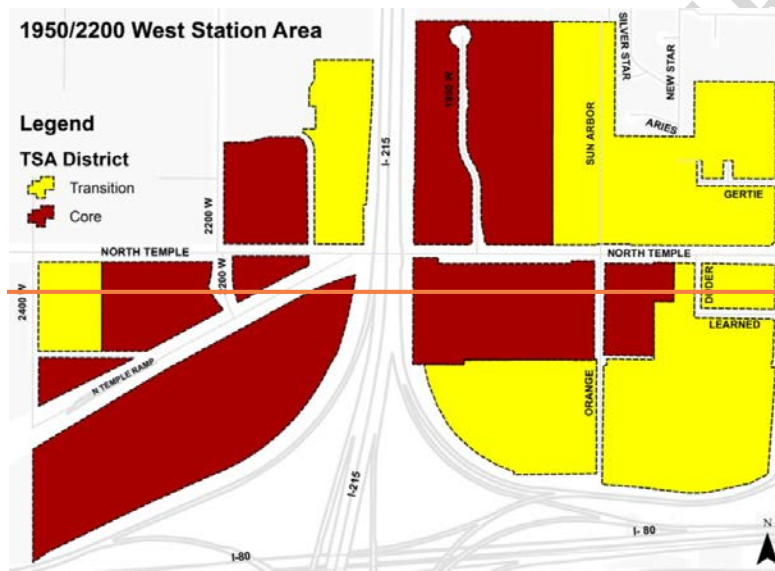 1950/2200 West Station Area
Legend
TSA District
Transition
Core
SILVER STAR
NEW STAR
1950 W
I- 215
SUN ARBOR
ARIES
GERTIE
2200 W
NORTH TEMPLE
NORTH TEMPLE
2200 W
2400 W
DODER
LEARNED
N TEMPLE RAMP
ORANGE
I-215
I-80
I- 80
N